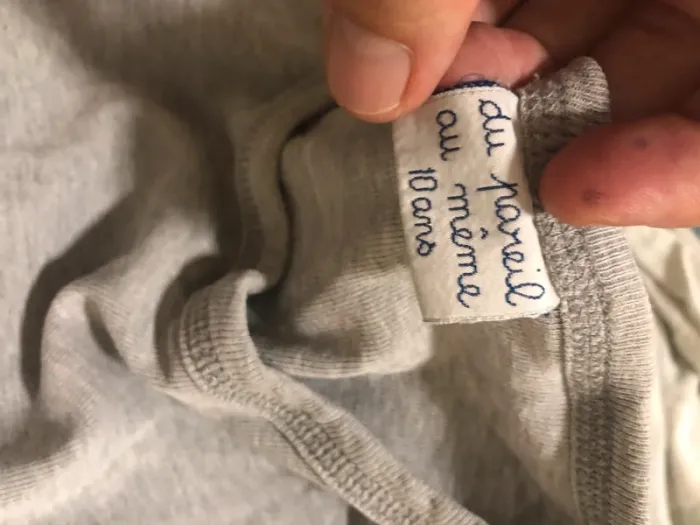 du pareil
au même
10 ans